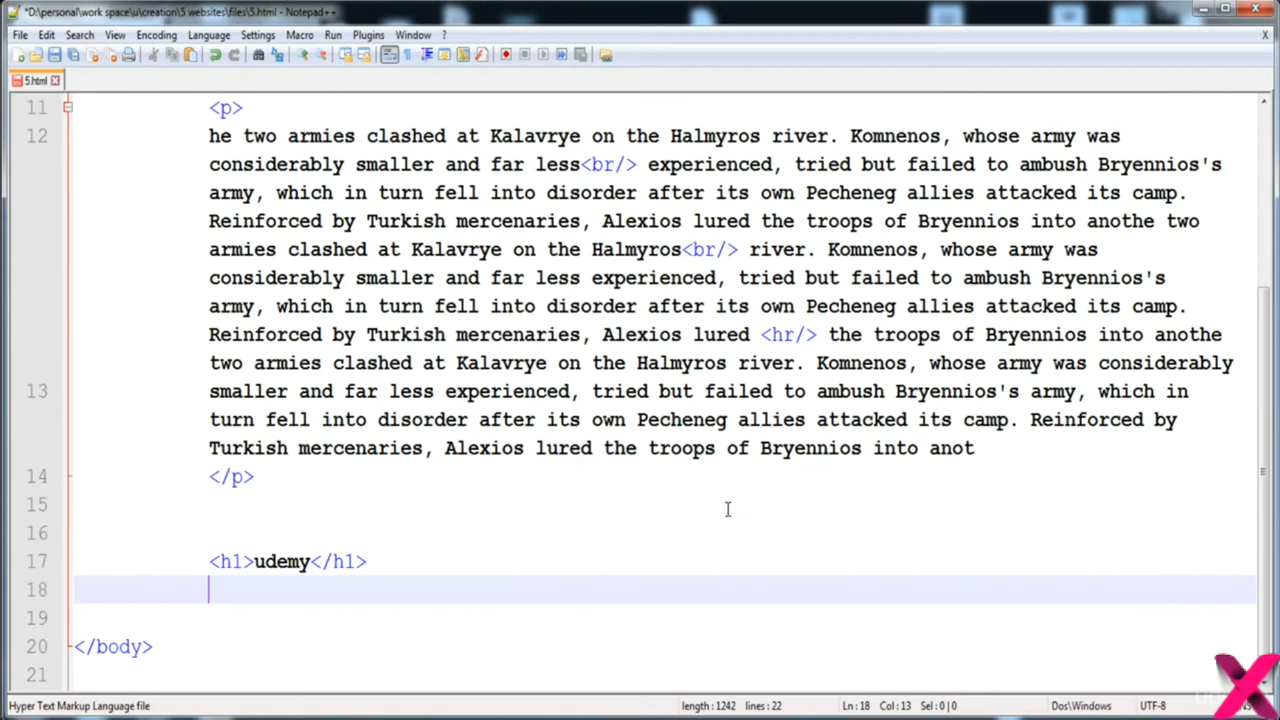 *D:\personal\work space\u\creation\5 websites\files\5.html - Notepad++
File Edit Search View Encoding Language Settings Macro Run Plugins Window ? X
5.html
11 <p>
12 he two armies clashed at Kalavrye on the Halmyros river. Komnenos, whose army was
considerably smaller and far less<br/> experienced, tried but failed to ambush Bryennios's
army, which in turn fell into disorder after its own Pecheneg allies attacked its camp.
Reinforced by Turkish mercenaries, Alexios lured the troops of Bryennios into anothe two
armies clashed at Kalavrye on the Halmyros<br/> river. Komnenos, whose army was
considerably smaller and far less experienced, tried but failed to ambush Bryennios's
army, which in turn fell into disorder after its own Pecheneg allies attacked its camp.
Reinforced by Turkish mercenaries, Alexios lured <hr/> the troops of Bryennios into anothe
two armies clashed at Kalavrye on the Halmyros river. Komnenos, whose army was considerably
13 smaller and far less experienced, tried but failed to ambush Bryennios's army, which in
turn fell into disorder after its own Pecheneg allies attacked its camp. Reinforced by
Turkish mercenaries, Alexios lured the troops of Bryennios into anot
14 </p>
15
16
17 <h1>udemy</h1>
18
19
20 </body>
21
Hyper Text Markup Language file length : 1242 lines : 22 Ln : 18 Col : 13 Sel : 0 | 0 Dos\Windows UTF-8